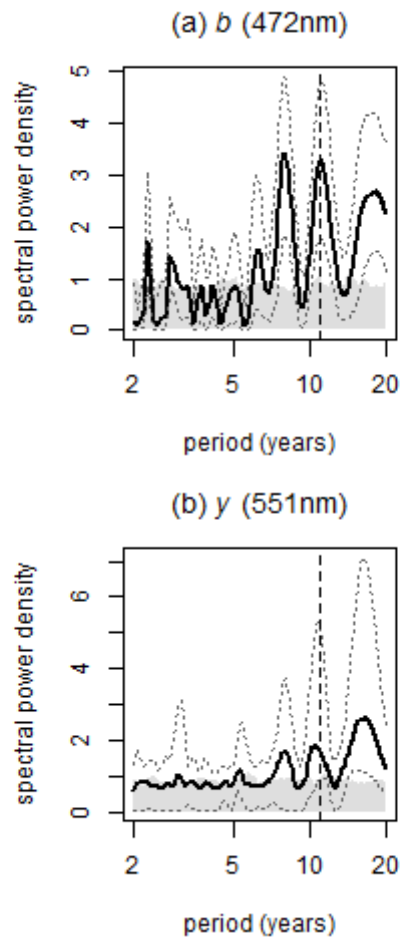 (a) b (472nm)
spectral power density
5
4
3
2
1
0
2 5 10 20
period (years)
(b) y (551nm)
spectral power density
6
4
2
0
2 5 10 20
period (years)